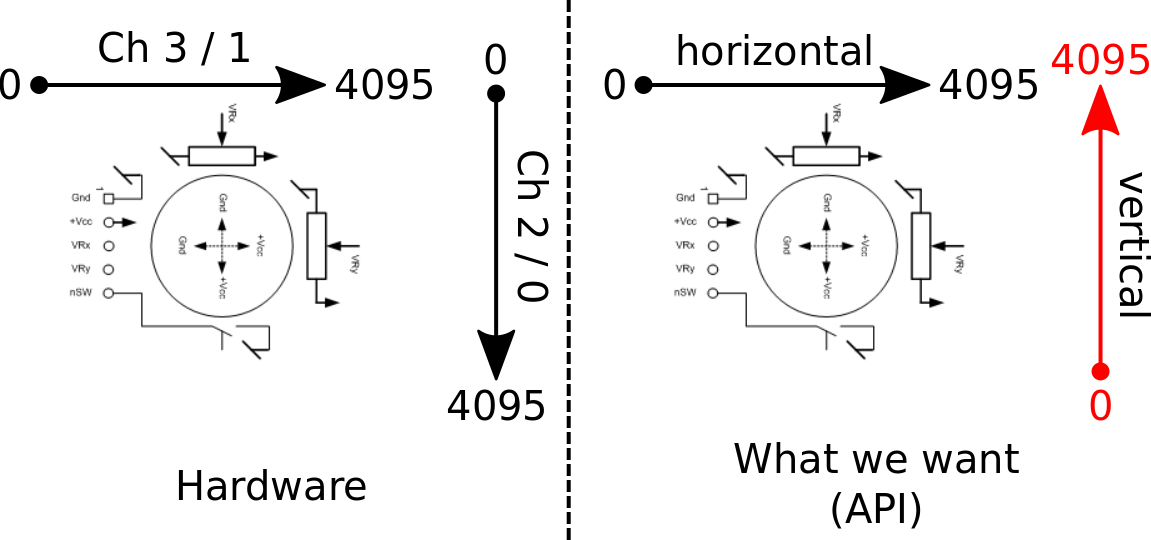 Ch 3 / 1
0
4095
0
Ch 2 / 0
4095
VRx
Gnd
1
+Vcc
VRx
VRy
nSW
Gnd
Gnd
+Vcc
+Vcc
VRy
Hardware
horizontal
0
4095
4095
vertical
0
VRx
Gnd
1
+Vcc
VRx
VRy
nSW
Gnd
Gnd
+Vcc
+Vcc
VRy
What we want
(API)